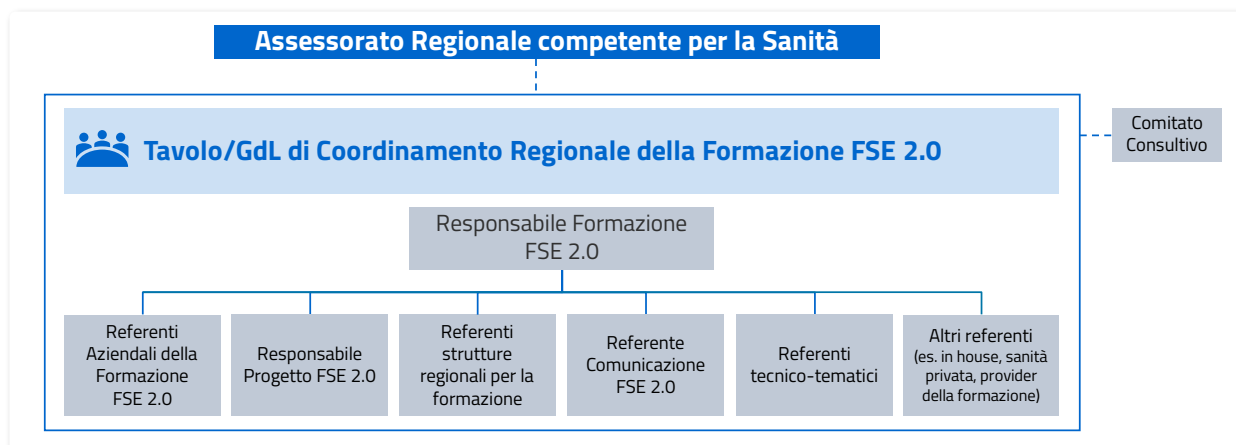 Assessorato Regionale competente per la Sanità
Tavolo/GdL di Coordinamento Regionale della Formazione FSE 2.0
Comitato
Consultivo
Responsabile Formazione
FSE 2.0
Referenti
Aziendali della
Formazione
FSE 2.0
Responsabile
Progetto FSE 2.0
Referenti
strutture
regionali per la
formazione
Referente
Comunicazione
FSE 2.0
Referenti
tecnico-tematici
Altri referenti
(es. in house, sanità
privata, provider
della formazione)